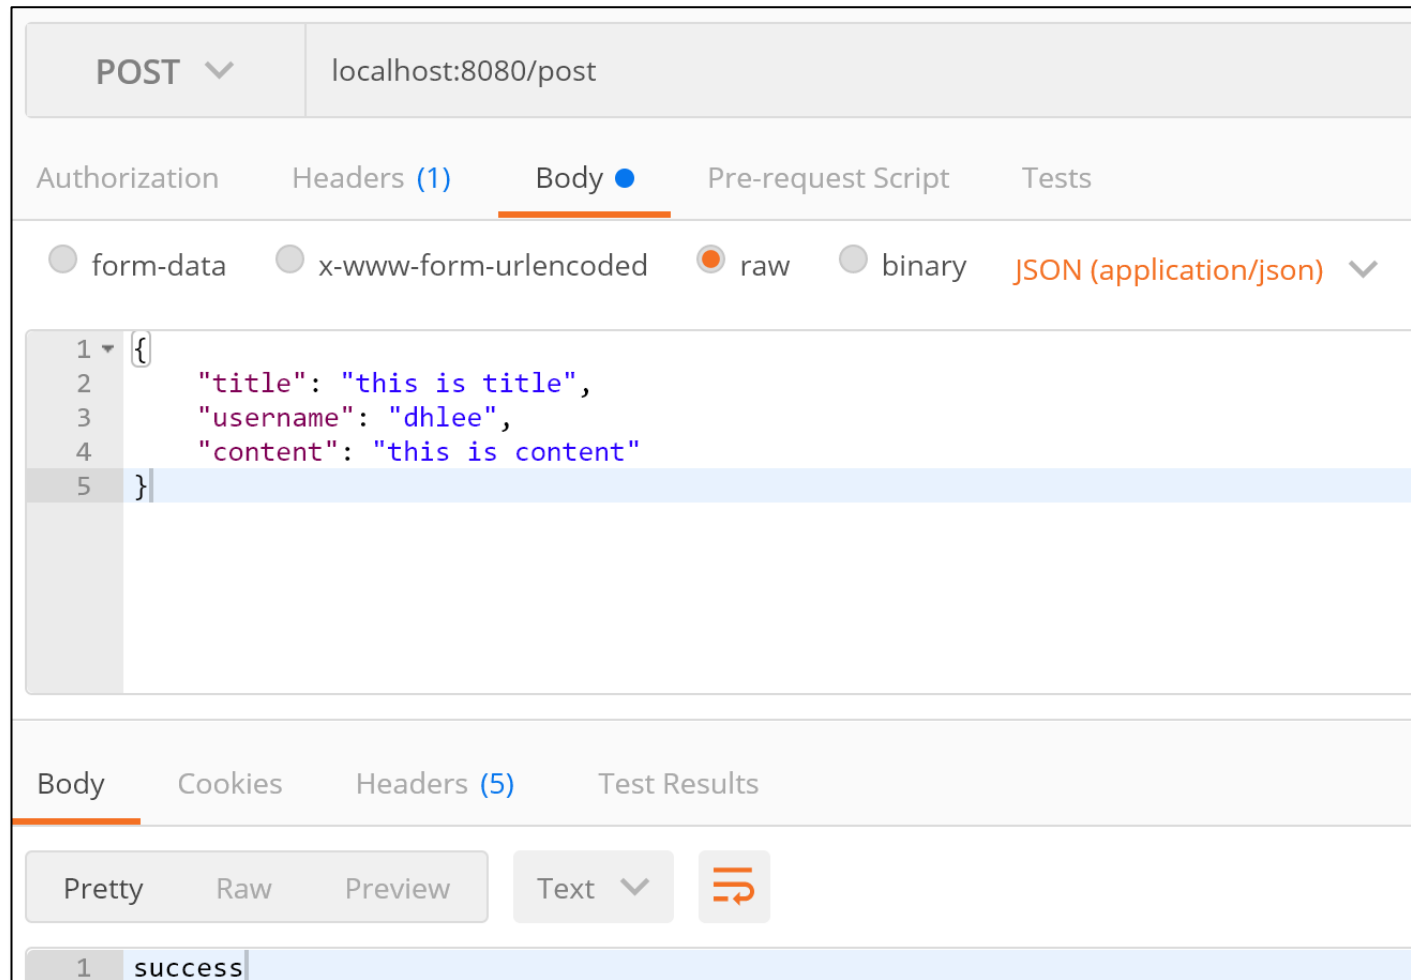 POST localhost:8080/post
Authorization Headers (1) Body Pre-request Script Tests
form-data x-www-form-urlencoded raw binary JSON (application/json)
1 {
2 "title": "this is title",
3 "username": "dhlee",
4 "content": "this is content"
5 }
Body Cookies Headers (5) Test Results
Pretty Raw Preview Text
1 success